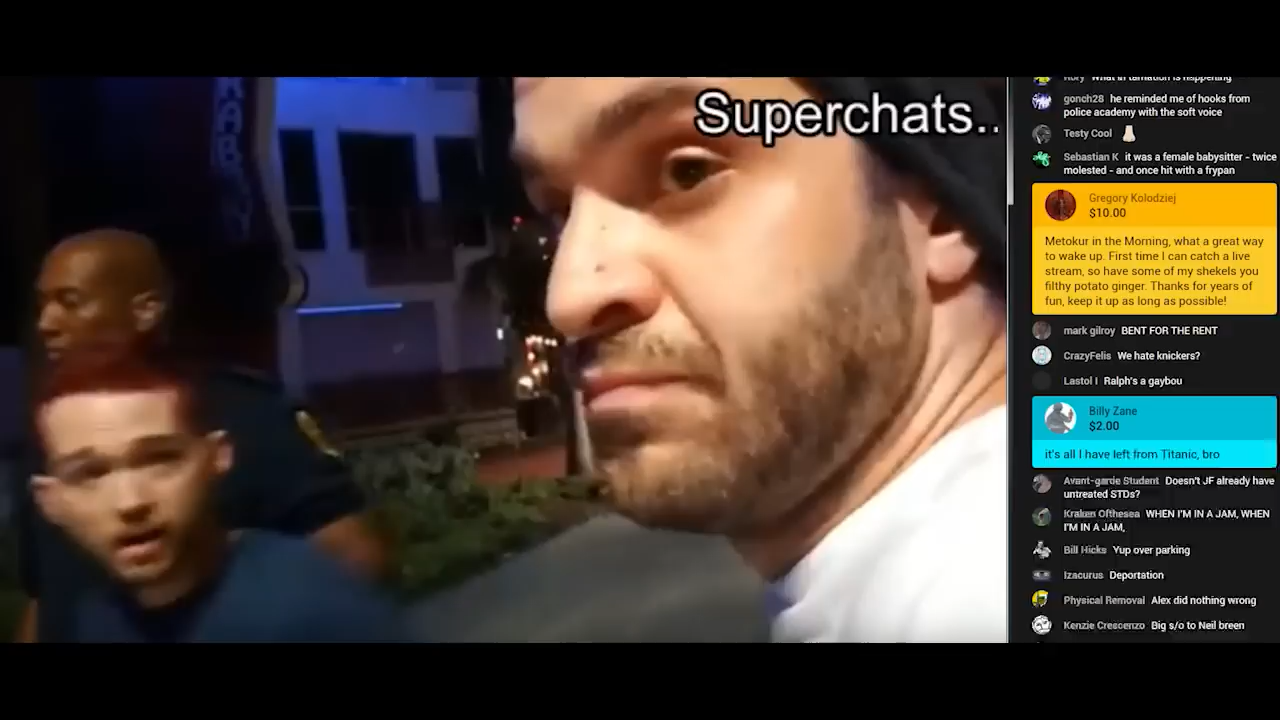 Superchats..
Rory What in tarnation is happening
gonch28 he reminded me of hooks from
police academy with the soft voice
Testy Cool
Sebastian K it was a female babysitter - twice
molested - and once hit with a frypan
Gregory Kolodziej
$10.00
Metokur in the Morning, what a great way
to wake up. First time I can catch a live
stream, so have some of my shekels you
filthy potato ginger. Thanks for years of
fun, keep it up as long as possible!
mark gilroy BENT FOR THE RENT
CrazyFelis We hate knickers?
Lastol I Ralph's a gaybou
Billy Zane
$2.00
it's all I have left from Titanic, bro
Avant-garde Student Doesn't JF already have
untreated STDs?
Kraken Ofthesea WHEN I'M IN A JAM, WHEN
I'M IN A JAM,
Bill Hicks Yup over parking
Izacurus Deportation
Physical Removal Alex did nothing wrong
Kenzie Crescenzo Big s/o to Neil breen